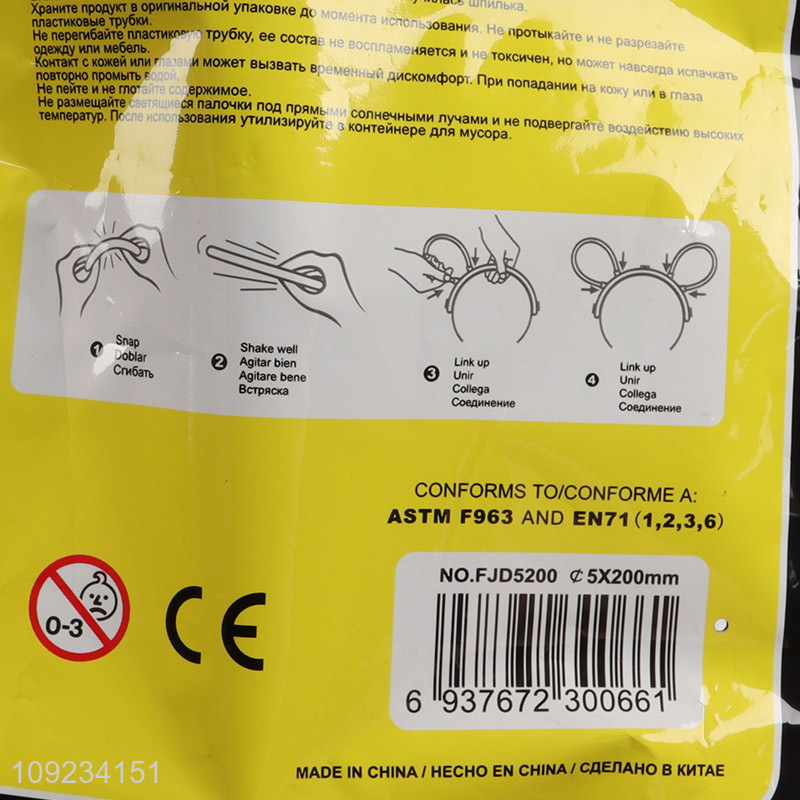 шпилька.
Храните продукт в оригинальной упаковке до момента использования. Не протыкайте и не разрезайте
пластиковые трубки.
Не перегибайте пластиковую трубку, ее состав не воспламеняется и не токсичен, но может навсегда испачкать
одежду или мебель.
Контакт с кожей или глазами может вызвать временный дискомфорт. При попадании на кожу или в глаза
повторно промыть водой.
Не пейте и не глотайте содержимое.
Не размещайте светящиеся палочки под прямыми солнечными лучами и не подвергайте воздействию высоких
температур. После использования утилизируйте в контейнере для мусора.
1 Snap
Doblar
Сгибать
2 Shake well
Agitar bien
Agitare bene
Встряска
3 Link up
Unir
Collega
Соединение
4 Link up
Unir
Collega
Соединение
CONFORMS TO/CONFORME A:
ASTM F963 AND EN71 (1,2,3,6)
0-3
CE
NO.FJD5200 ¢ 5X200mm
6 937672 300661
109234151
MADE IN CHINA / HECHO EN CHINA / СДЕЛАНО В КИТАЕ